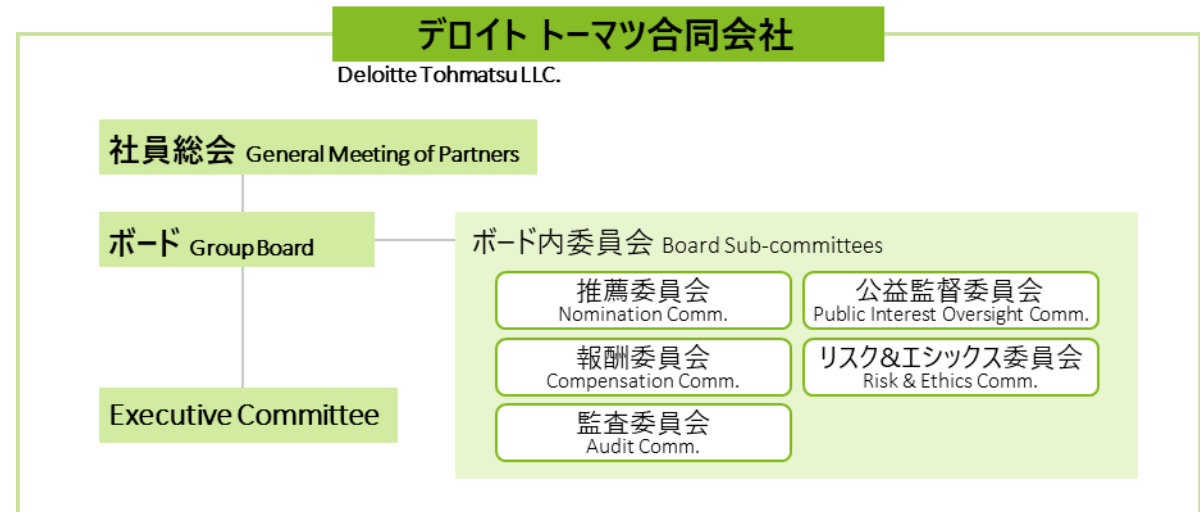 デロイト トーマツ合同会社
Deloitte Tohmatsu LLC.
社員総会 General Meeting of Partners
ボード Group Board
ボード内委員会 Board Sub-committees
推薦委員会
Nomination Comm.
公益監督委員会
Public Interest Oversight Comm.
報酬委員会
Compensation Comm.
リスク&エシックス委員会
Risk & Ethics Comm.
監査委員会
Audit Comm.
Executive Committee